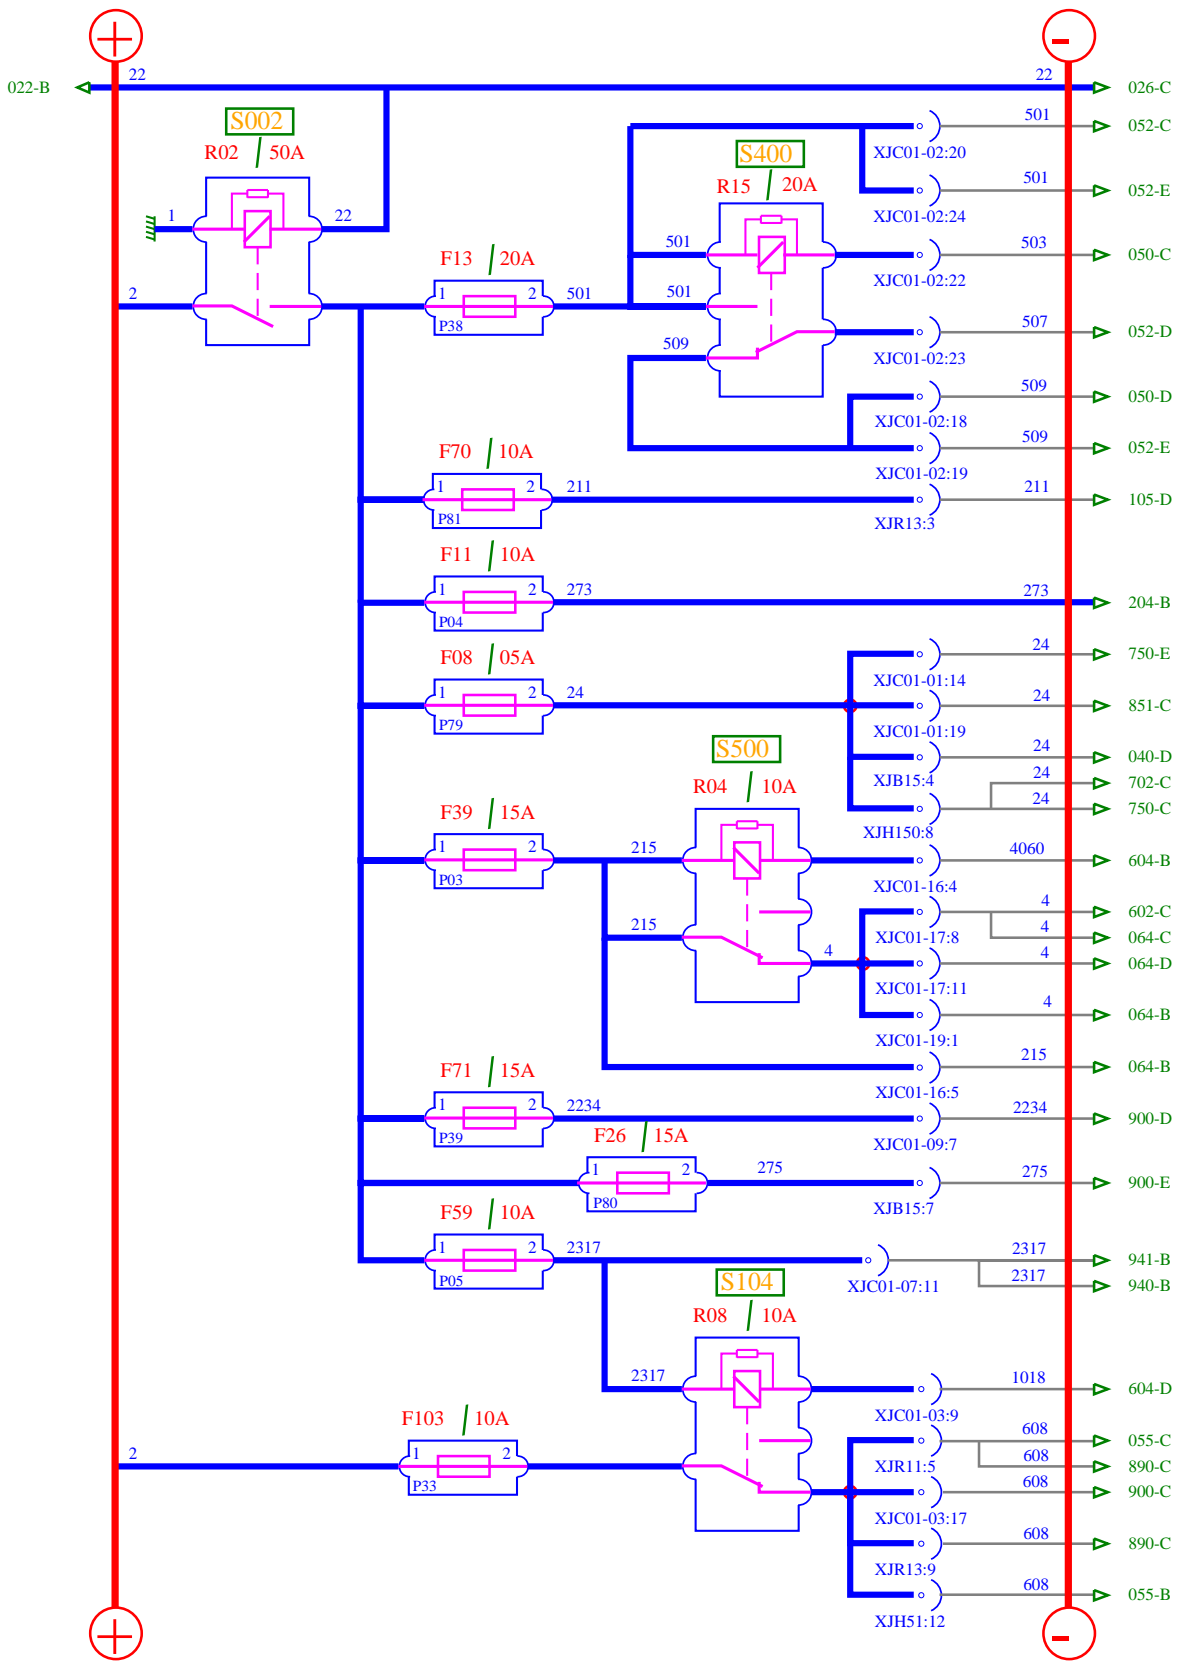 022-B 22 22 026-C
S002
R02 50A
1 22
501 052-C
XJC01-02:20
501 052-E
XJC01-02:24
S400
R15 20A
501 503 050-C
XJC01-02:22
2
F13 20A
1 2 501 501
P38
507 052-D
XJC01-02:23
509
509 050-D
XJC01-02:18
509 052-E
XJC01-02:19
F70 10A
1 2 211 211 105-D
P81 XJR13:3
F11 10A
1 2 273 273 204-B
P04
24 750-E
XJC01-01:14
F08 05A
1 2 24 24 851-C
P79 XJC01-01:19
24 040-D
XJB15:4
24 702-C
24 750-C
XJH150:8
S500
R04 10A
F39 15A
1 2 215 4060 604-B
P03 XJC01-16:4
4 602-C
XJC01-17:8
4 064-C
215 4 4 064-D
XJC01-17:11
4 064-B
XJC01-19:1
215 064-B
XJC01-16:5
F71 15A
1 2 2234 2234 900-D
P39 XJC01-09:7
F26 15A
1 2 275 275 900-E
P80 XJB15:7
F59 10A
1 2 2317 2317 941-B
P05 XJC01-07:11
2317 940-B
S104
R08 10A
2317 1018 604-D
XJC01-03:9
608 055-C
XJR11:5
608 890-C
F103 10A
2 1 2
P33
608 900-C
XJC01-03:17
608 890-C
XJR13:9
608 055-B
XJH51:12